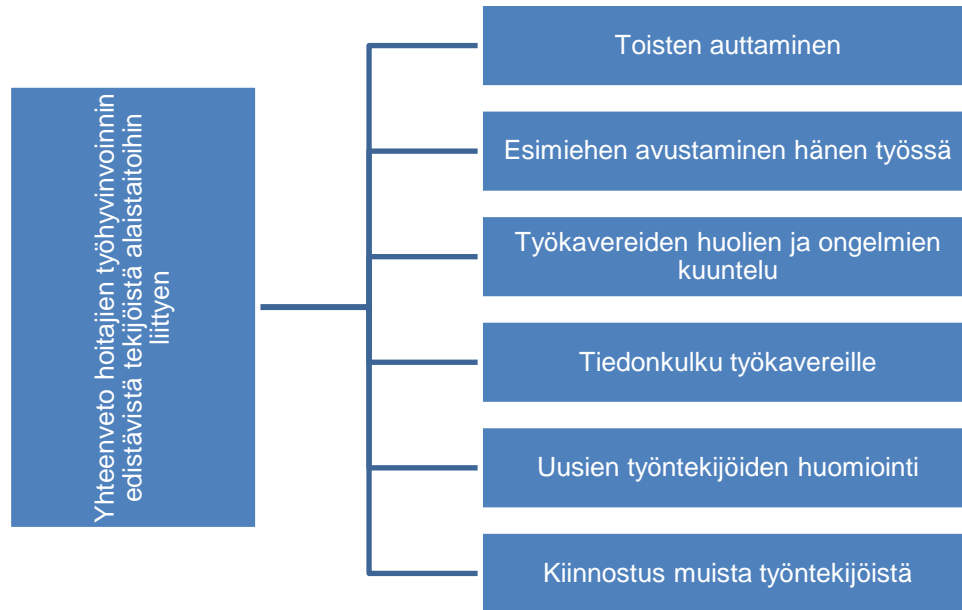 Yhteenveto hoitajien työhyvinvoinnin
edistävistä tekijöistä alaistaitoihin
liittyen
Toisten auttaminen
Esimiehen avustaminen hänen työssä
Työkavereiden huolien ja ongelmien
kuuntelu
Tiedonkulku työkavereille
Uusien työntekijöiden huomiointi
Kiinnostus muista työntekijöistä